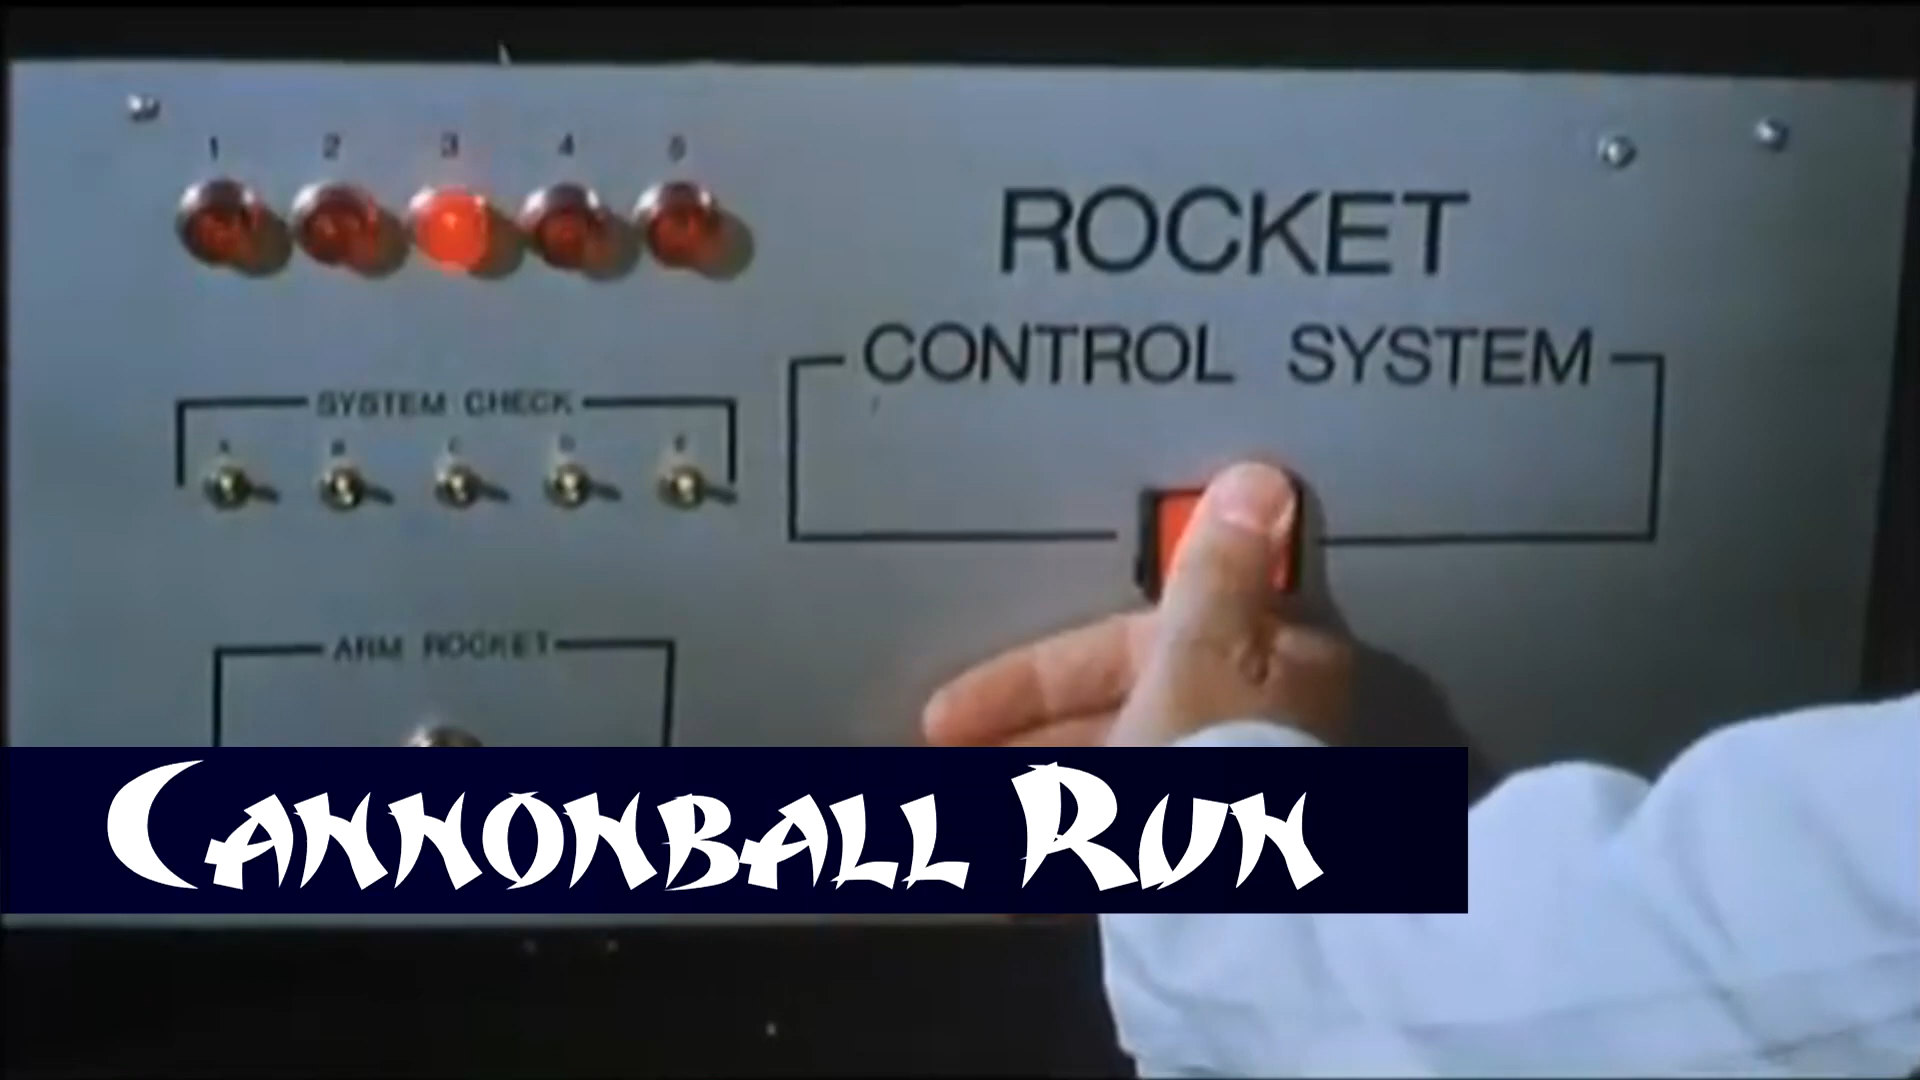 1 2 3 4 5
ROCKET
CONTROL SYSTEM
SYSTEM CHECK
A B C D E
ARM ROCKET
CANNONBALL RUN